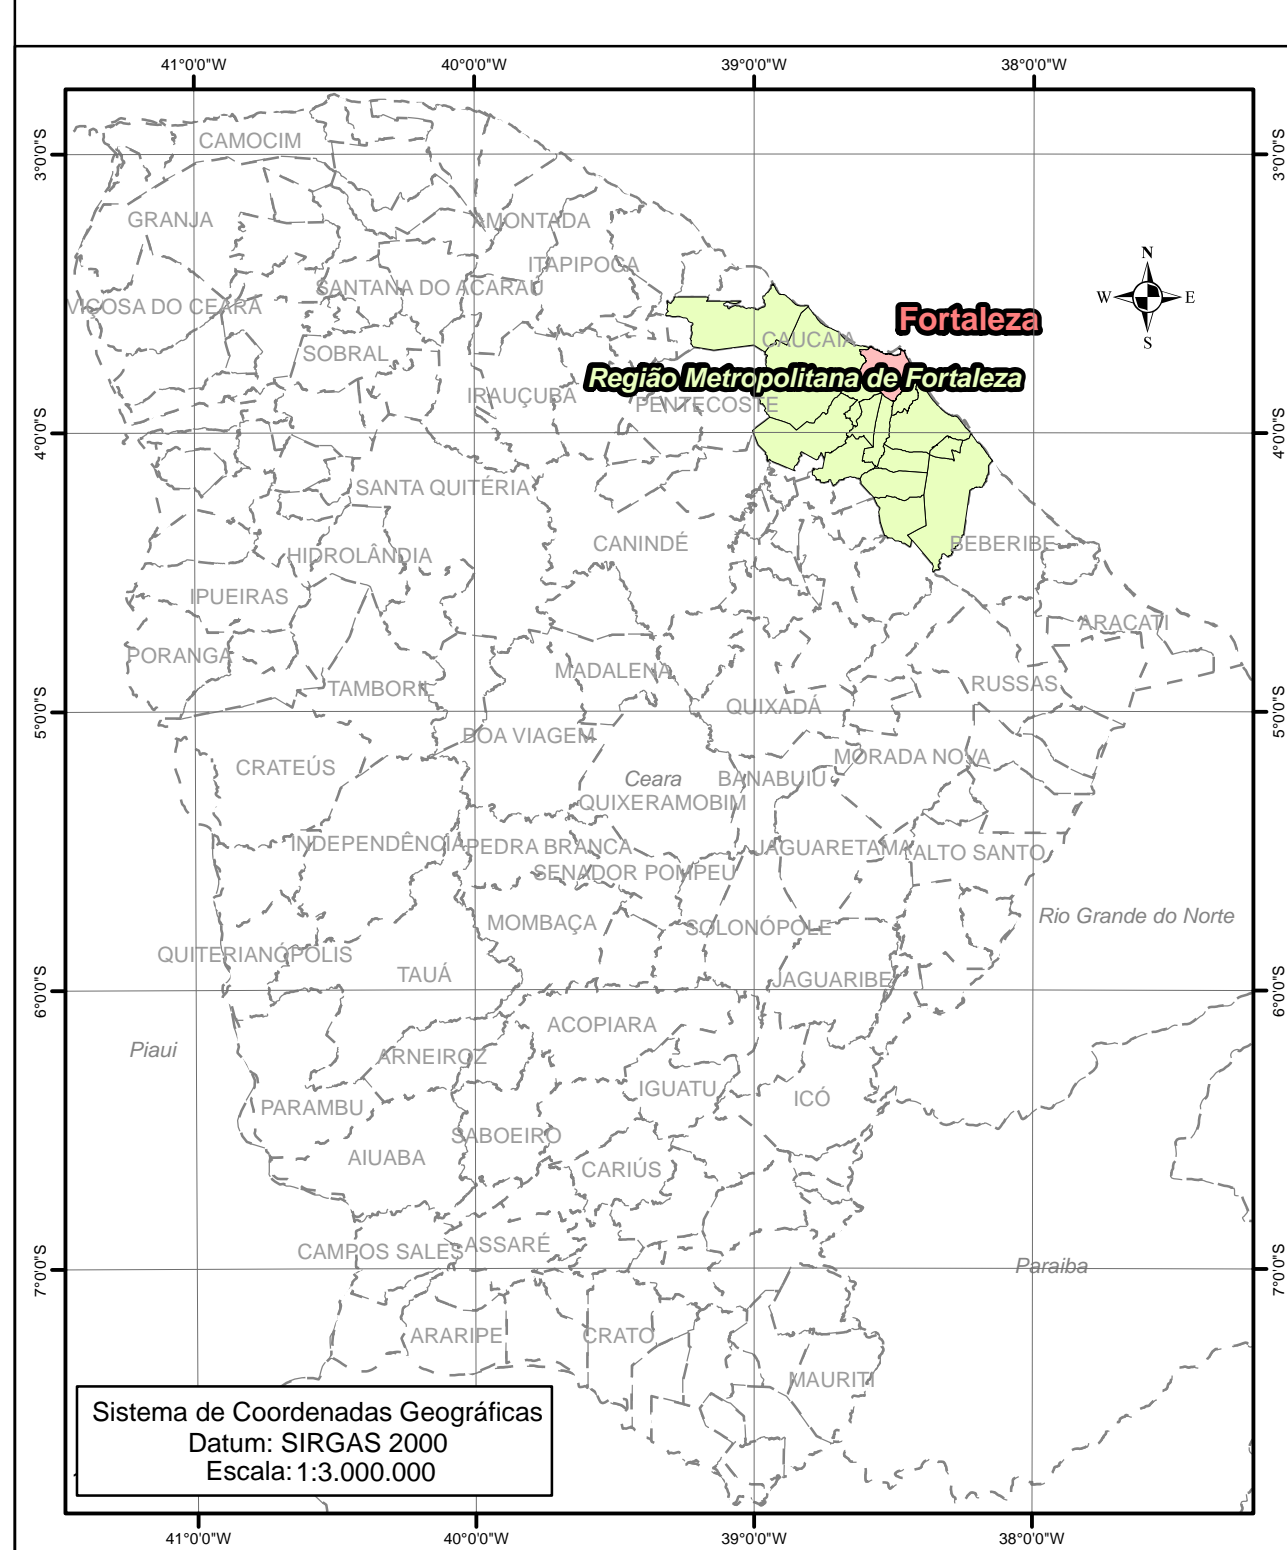 41°0'0"W 40°0'0"W 39°0'0"W 38°0'0"W
3°0'0"S 3°0'0"S
CAMOCIM
GRANJA
AMONTADA
N
ITAPIPOCA
SANTANA DO ACARAÚ
W E
VIÇOSA DO CEARÁ
Fortaleza
S
CAUCAIA
SOBRAL
Região Metropolitana de Fortaleza
IRAUÇUBA
PENTECOSTE
4°0'0"S 4°0'0"S
SANTA QUITÉRIA
CANINDÉ
BEBERIBE
HIDROLÂNDIA
IPUEIRAS
ARACATI
PORANGA
MADALENA
RUSSAS
TAMBORIL
QUIXADÁ
5°0'0"S 5°0'0"S
BOA VIAGEM
MORADA NOVA
CRATEÚS
Ceara
BANABUIÚ
QUIXERAMOBIM
INDEPENDÊNCIA
PEDRA BRANCA
JAGUARETAMA
ALTO SANTO
SENADOR POMPEU
Rio Grande do Norte
MOMBAÇA
SOLONÓPOLE
QUITERIANÓPOLIS
TAUÁ
JAGUARIBE
6°0'0"S 6°0'0"S
ACOPIARA
Piaui
ARNEIROZ
IGUATU
ICÓ
PARAMBU
SABOEIRO
AIUABA
CARIÚS
CAMPOS SALES
ASSARÉ
Paraiba
7°0'0"S 7°0'0"S
ARARIPE
CRATO
MAURITI
Sistema de Coordenadas Geográficas
Datum: SIRGAS 2000
Escala: 1:3.000.000
41°0'0"W 40°0'0"W 39°0'0"W 38°0'0"W